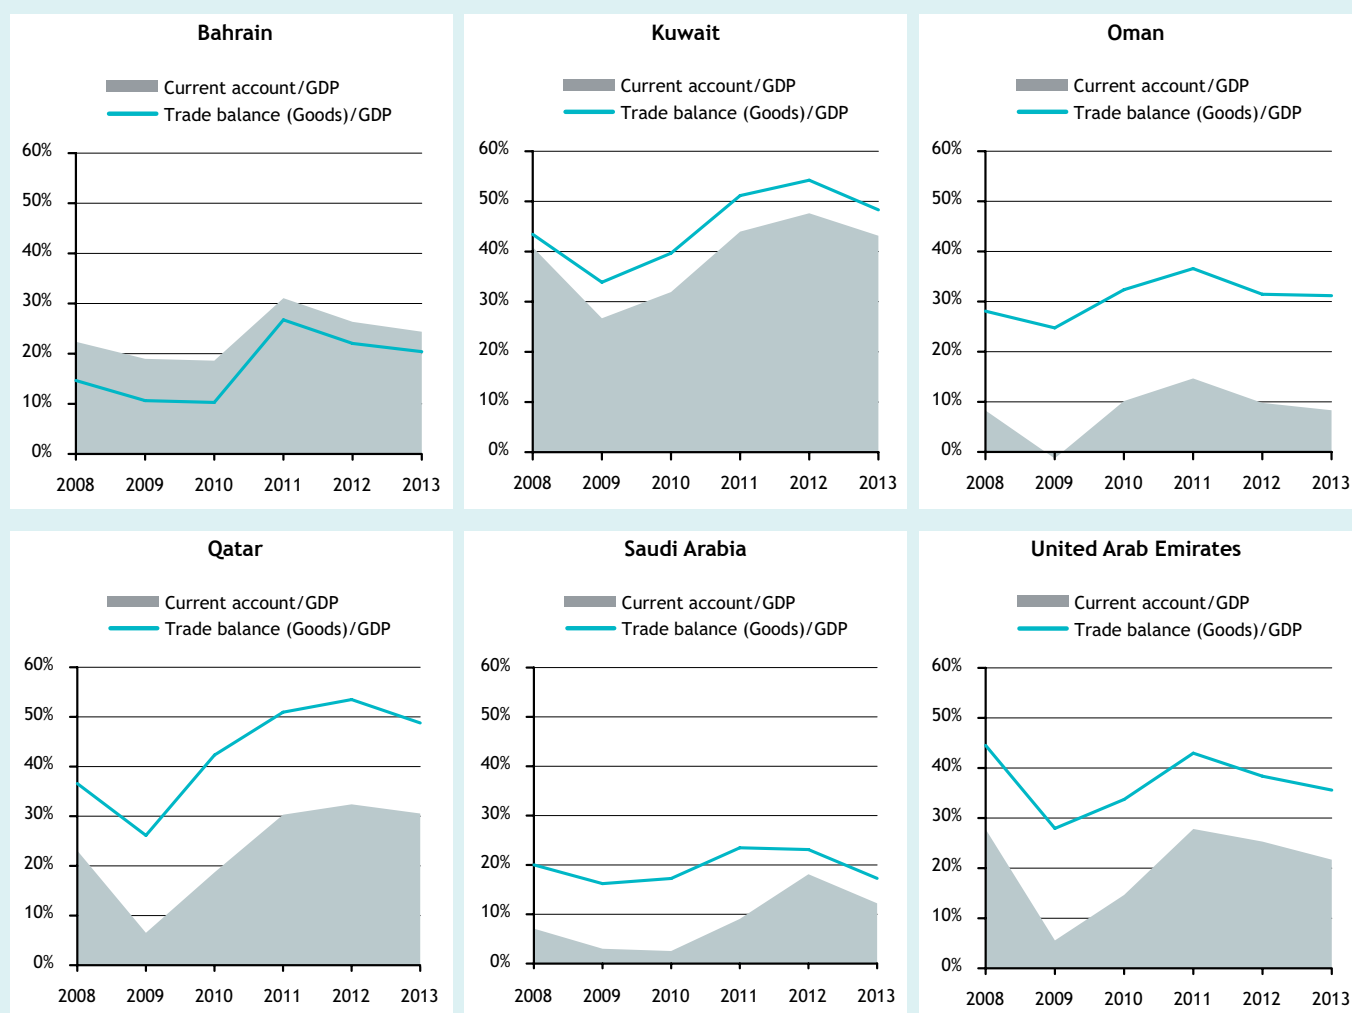 Bahrain
Current account/GDP
Trade balance (Goods)/GDP
60%
50%
40%
30%
20%
10%
0%
2008 2009 2010 2011 2012 2013
Kuwait
Current account/GDP
Trade balance (Goods)/GDP
60%
50%
40%
30%
20%
10%
0%
2008 2009 2010 2011 2012 2013
Oman
Current account/GDP
Trade balance (Goods)/GDP
60%
50%
40%
30%
20%
10%
0%
2008 2009 2010 2011 2012 2013
Qatar
Current account/GDP
Trade balance (Goods)/GDP
60%
50%
40%
30%
20%
10%
0%
2008 2009 2010 2011 2012 2013
Saudi Arabia
Current account/GDP
Trade balance (Goods)/GDP
60%
50%
40%
30%
20%
10%
0%
2008 2009 2010 2011 2012 2013
United Arab Emirates
Current account/GDP
Trade balance (Goods)/GDP
60%
50%
40%
30%
20%
10%
0%
2008 2009 2010 2011 2012 2013